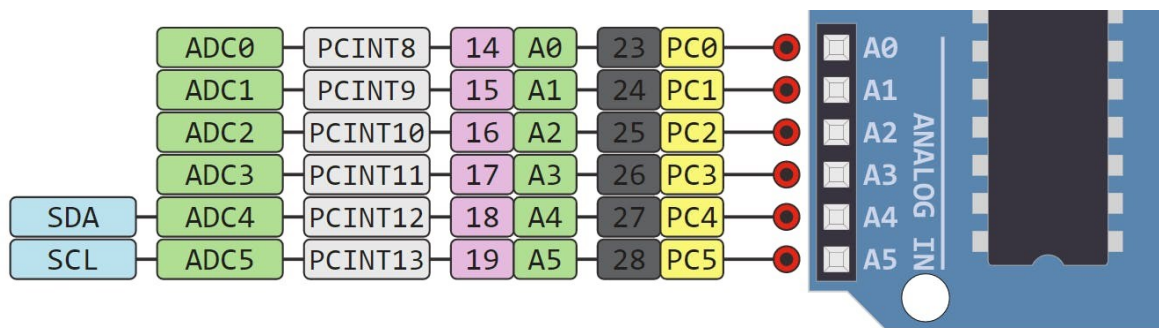 ADC0 PCINT8 14 A0 23 PC0 A0
ADC1 PCINT9 15 A1 24 PC1 A1
ADC2 PCINT10 16 A2 25 PC2 A2
ADC3 PCINT11 17 A3 26 PC3 A3
SDA ADC4 PCINT12 18 A4 27 PC4 A4
SCL ADC5 PCINT13 19 A5 28 PC5 A5
ANALOG IN